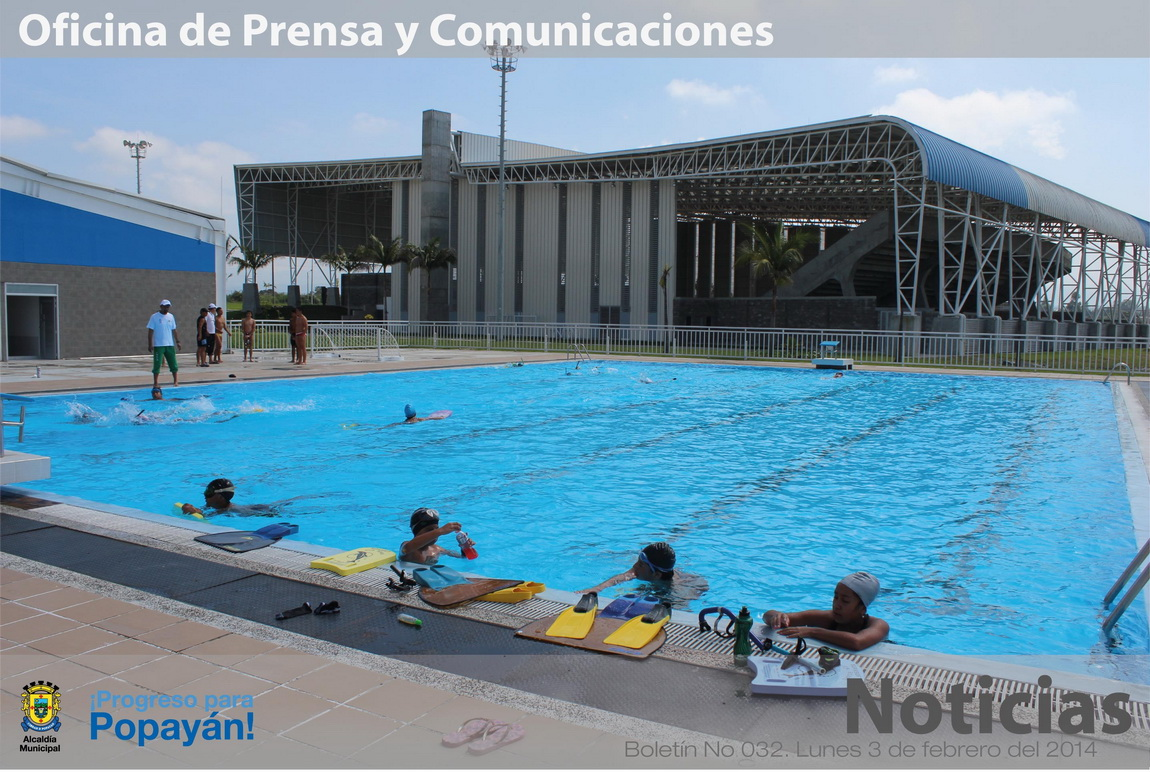 Oficina de Prensa y Comunicaciones
¡Progreso para
Popayán!
Alcaldía
Municipal
Noticias
Boletín No 032. Lunes 3 de febrero del 2014